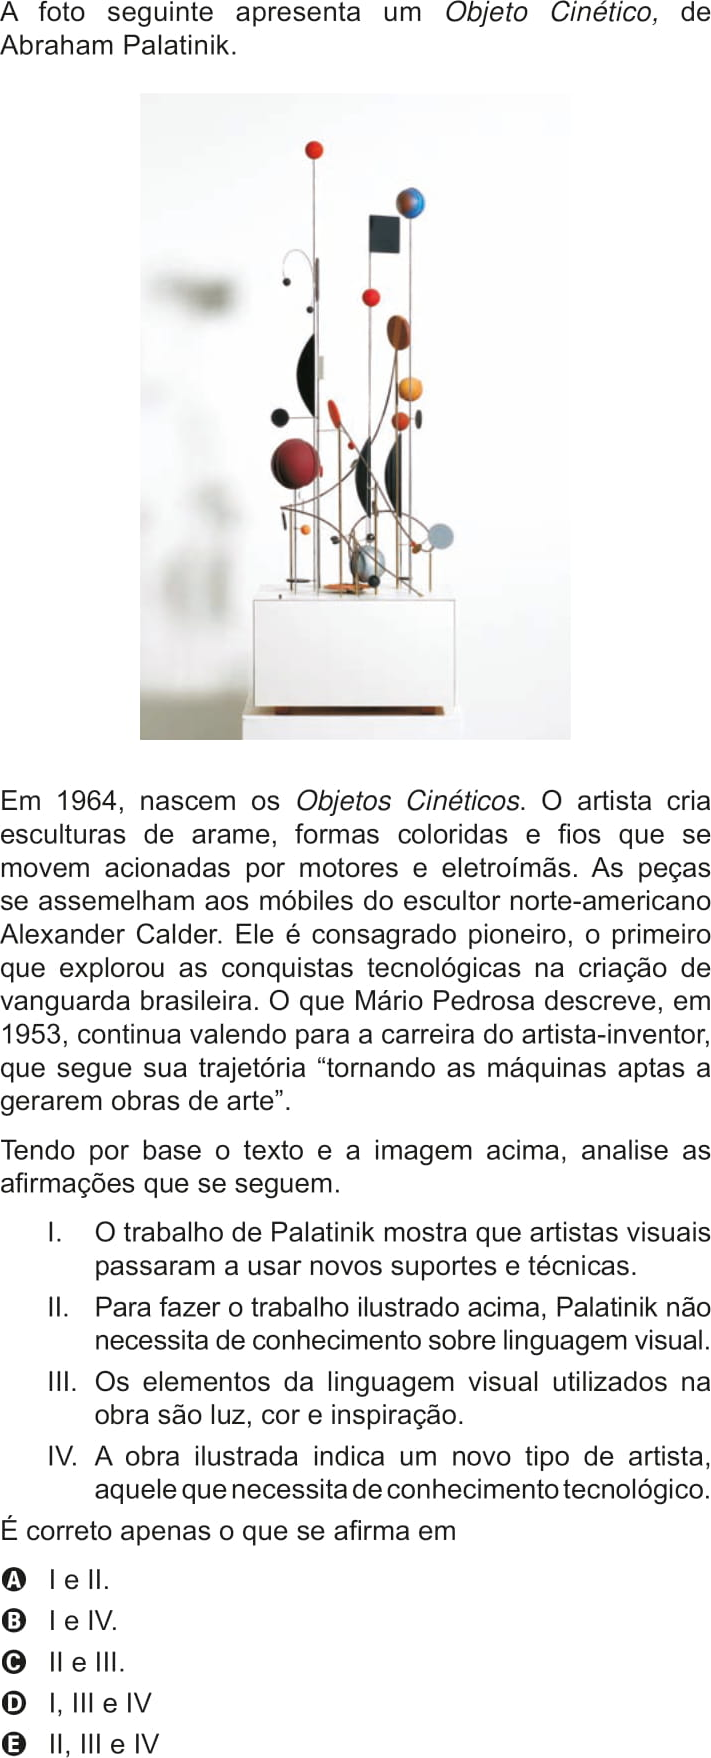 A foto seguinte apresenta um Objeto Cinético, de
Abraham Palatinik.
Em 1964, nascem os Objetos Cinéticos. O artista cria
esculturas de arame, formas coloridas e fios que se
movem acionadas por motores e eletroímãs. As peças
se assemelham aos móbiles do escultor norte-americano
Alexander Calder. Ele é consagrado pioneiro, o primeiro
que explorou as conquistas tecnológicas na criação de
vanguarda brasileira. O que Mário Pedrosa descreve, em
1953, continua valendo para a carreira do artista-inventor,
que segue sua trajetória “tornando as máquinas aptas a
gerarem obras de arte”.
Tendo por base o texto e a imagem acima, analise as
afirmações que se seguem.
I. O trabalho de Palatinik mostra que artistas visuais
passaram a usar novos suportes e técnicas.
II. Para fazer o trabalho ilustrado acima, Palatinik não
necessita de conhecimento sobre linguagem visual.
III. Os elementos da linguagem visual utilizados na
obra são luz, cor e inspiração.
IV. A obra ilustrada indica um novo tipo de artista,
aquele que necessita de conhecimento tecnológico.
É correto apenas o que se afirma em
A I e II.
B I e IV.
C II e III.
D I, III e IV
E II, III e IV